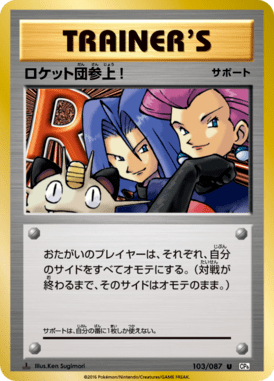 TRAINER'S
ロケット団参上!
サポート
R
おたがいのプレイヤーは、それぞれ、自分
のサイドをすべてオモテにする。(対戦が
終わるまで、そのサイドはオモテのまま。)
サポートは、自分の番に1枚しか使えない。
Illus.Ken Sugimori
103/087 U
©2016 Pokémon/Nintendo/Creatures/GAME FREAK.